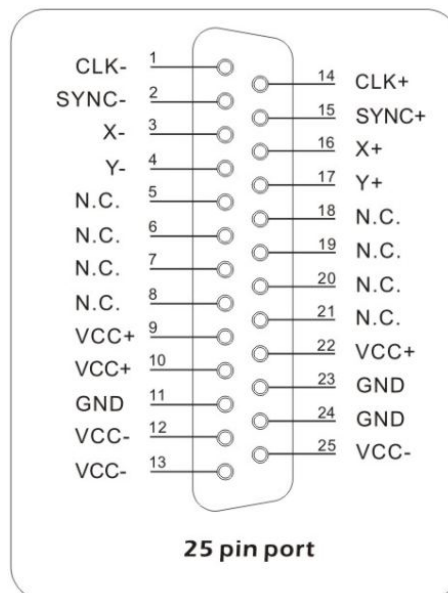 CLK- 1
SYNC- 2
X- 3
Y- 4
N.C. 5
N.C. 6
N.C. 7
N.C. 8
VCC+ 9
VCC+ 10
GND 11
VCC- 12
VCC- 13
14 CLK+
15 SYNC+
16 X+
17 Y+
18 N.C.
19 N.C.
20 N.C.
21 N.C.
22 VCC+
23 GND
24 GND
25 VCC-
25 pin port